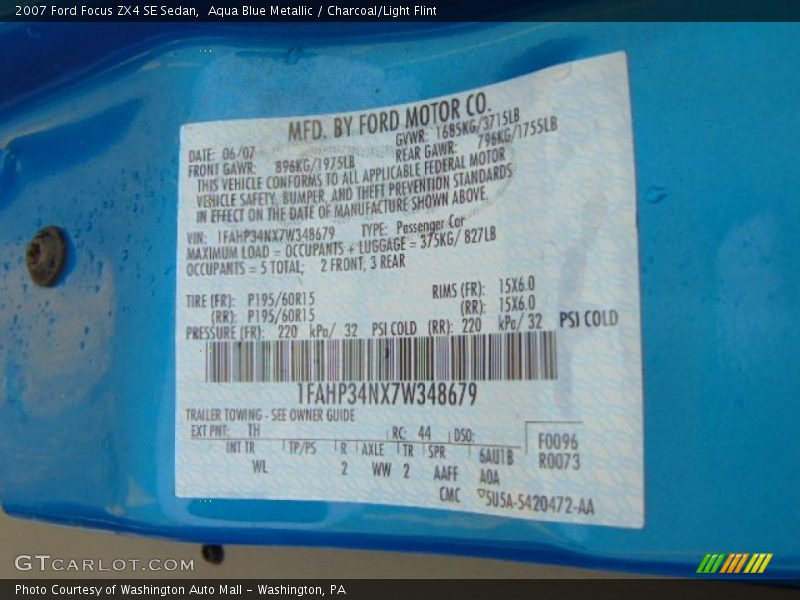 2007 Ford Focus ZX4 SE Sedan, Aqua Blue Metallic / Charcoal/Light Flint
MFD. BY FORD MOTOR CO.
DATE: 06/07 GVWR: 1685KG/3715LB
FRONT GAWR: 896KG/1975LB REAR GAWR: 796KG/1755LB
THIS VEHICLE CONFORMS TO ALL APPLICABLE FEDERAL MOTOR
VEHICLE SAFETY, BUMPER, AND THEFT PREVENTION STANDARDS
IN EFFECT ON THE DATE OF MANUFACTURE SHOWN ABOVE.
VIN: 1FAHP34NX7W348679 TYPE: Passenger Car
MAXIMUM LOAD = OCCUPANTS + LUGGAGE = 375KG/ 827LB
OCCUPANTS = 5 TOTAL; 2 FRONT, 3 REAR
TIRE (FR): P195/60R15 RIMS (FR): 15X6.0
(RR): P195/60R15 (RR): 15X6.0
PRESSURE (FR): 220 kPa/ 32 PSI COLD (RR): 220 kPa/ 32 PSI COLD
1FAHP34NX7W348679
TRAILER TOWING - SEE OWNER GUIDE
EXT PNT: TH RC: 44 DSO: F0096
INT TR TP/PS R AXLE TR SPR 6AU1B R0073
WL 2 WW 2 AAFF A0A
CMC 5U5A-5420472-AA
GTCARLOT.COM
Photo Courtesy of Washington Auto Mall - Washington, PA